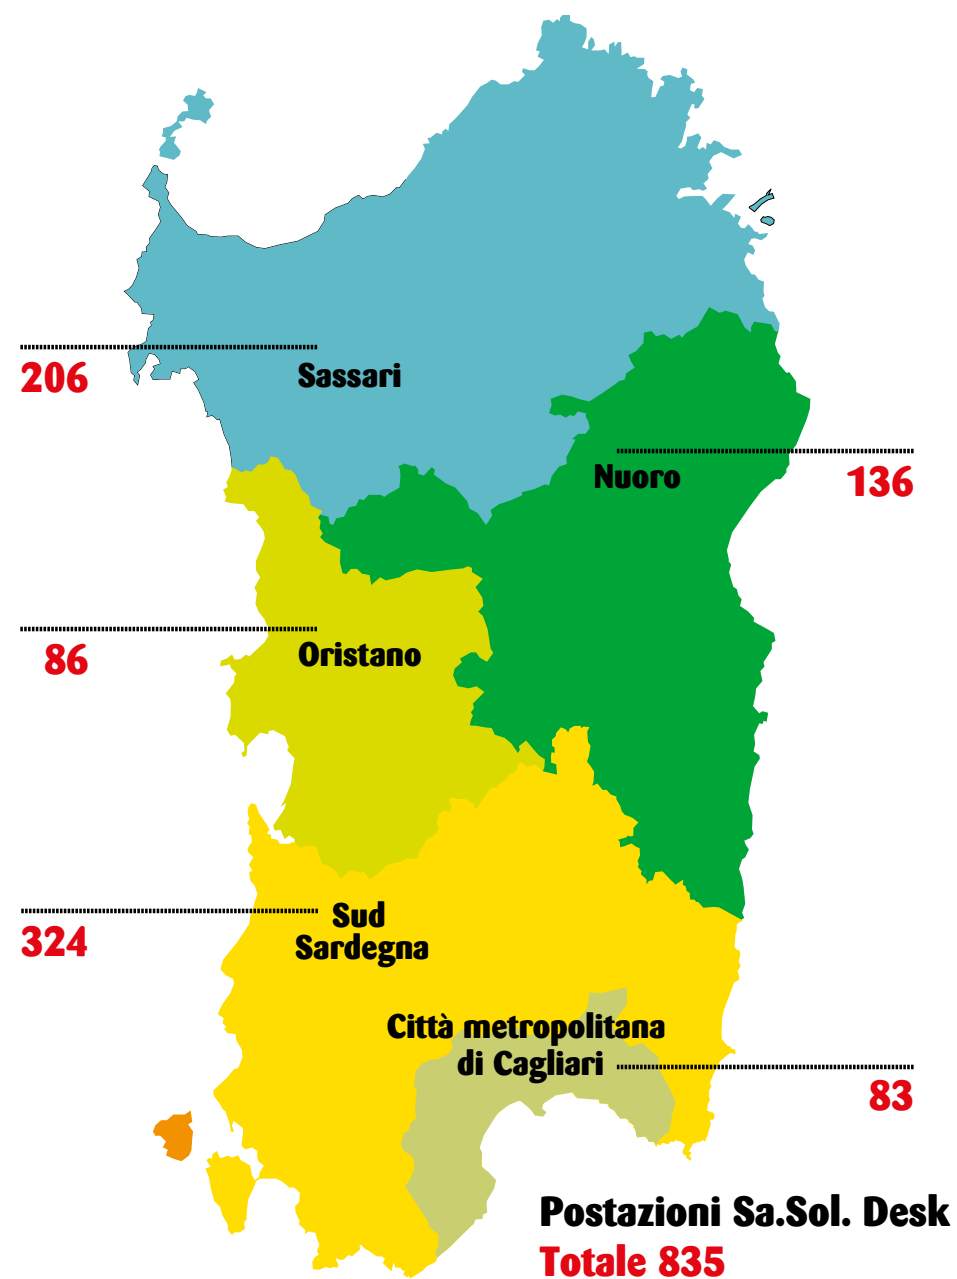 206
Sassari
Nuoro
136
86
Oristano
324
Sud
Sardegna
Città metropolitana
di Cagliari
83
Postazioni Sa.Sol. Desk
Totale 835